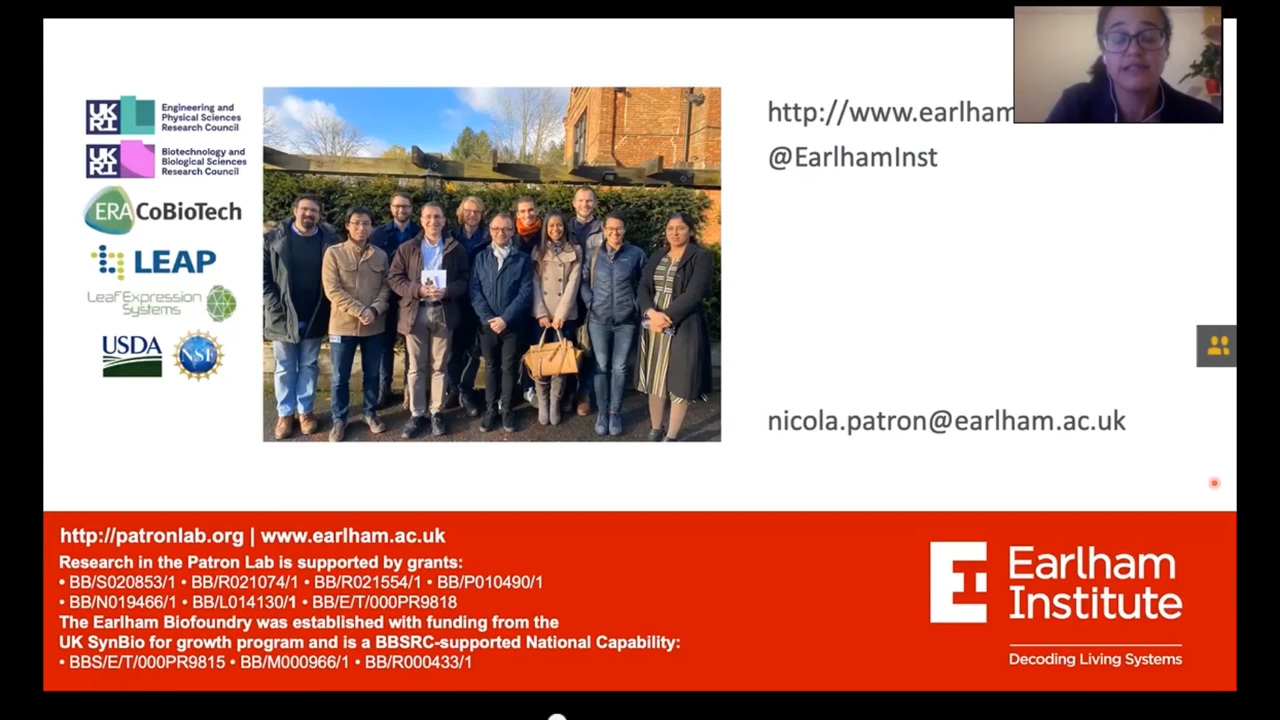 UK
RI
Engineering and
Physical Sciences
Research Council
UK
RI
Biotechnology and
Biological Sciences
Research Council
ERA CoBioTech
LEAP
Leaf Expression
Systems
USDA
NSF
http://www.earlham
@EarlhamInst
nicola.patron@earlham.ac.uk
http://patronlab.org | www.earlham.ac.uk
Research in the Patron Lab is supported by grants:
• BB/S020853/1 • BB/R021074/1 • BB/R021554/1 • BB/P010490/1
• BB/N019466/1 • BB/L014130/1 • BB/E/T/000PR9818
The Earlham Biofoundry was established with funding from the
UK SynBio for growth program and is a BBSRC-supported National Capability:
• BBS/E/T/000PR9815 • BB/M000966/1 • BB/R000433/1
Earlham
Institute
Decoding Living Systems